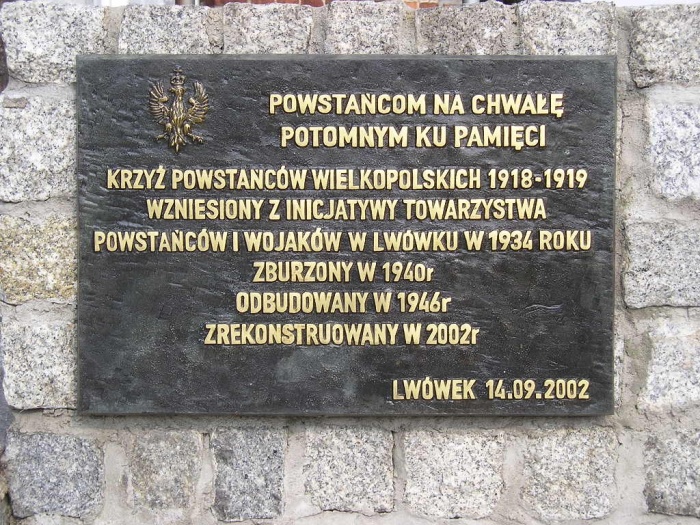 POWSTAŃCOM NA CHWAŁĘ
POTOMNYM KU PAMIĘCI
KRZYŻ POWSTAŃCÓW WIELKOPOLSKICH 1918-1919
WZNIESIONY Z INICJATYWY TOWARZYSTWA
POWSTAŃCÓW I WOJAKÓW W LWÓWKU W 1934 ROKU
ZBURZONY W 1940r
ODBUDOWANY W 1946r
ZREKONSTRUOWANY W 2002r
LWÓWEK 14.09.2002